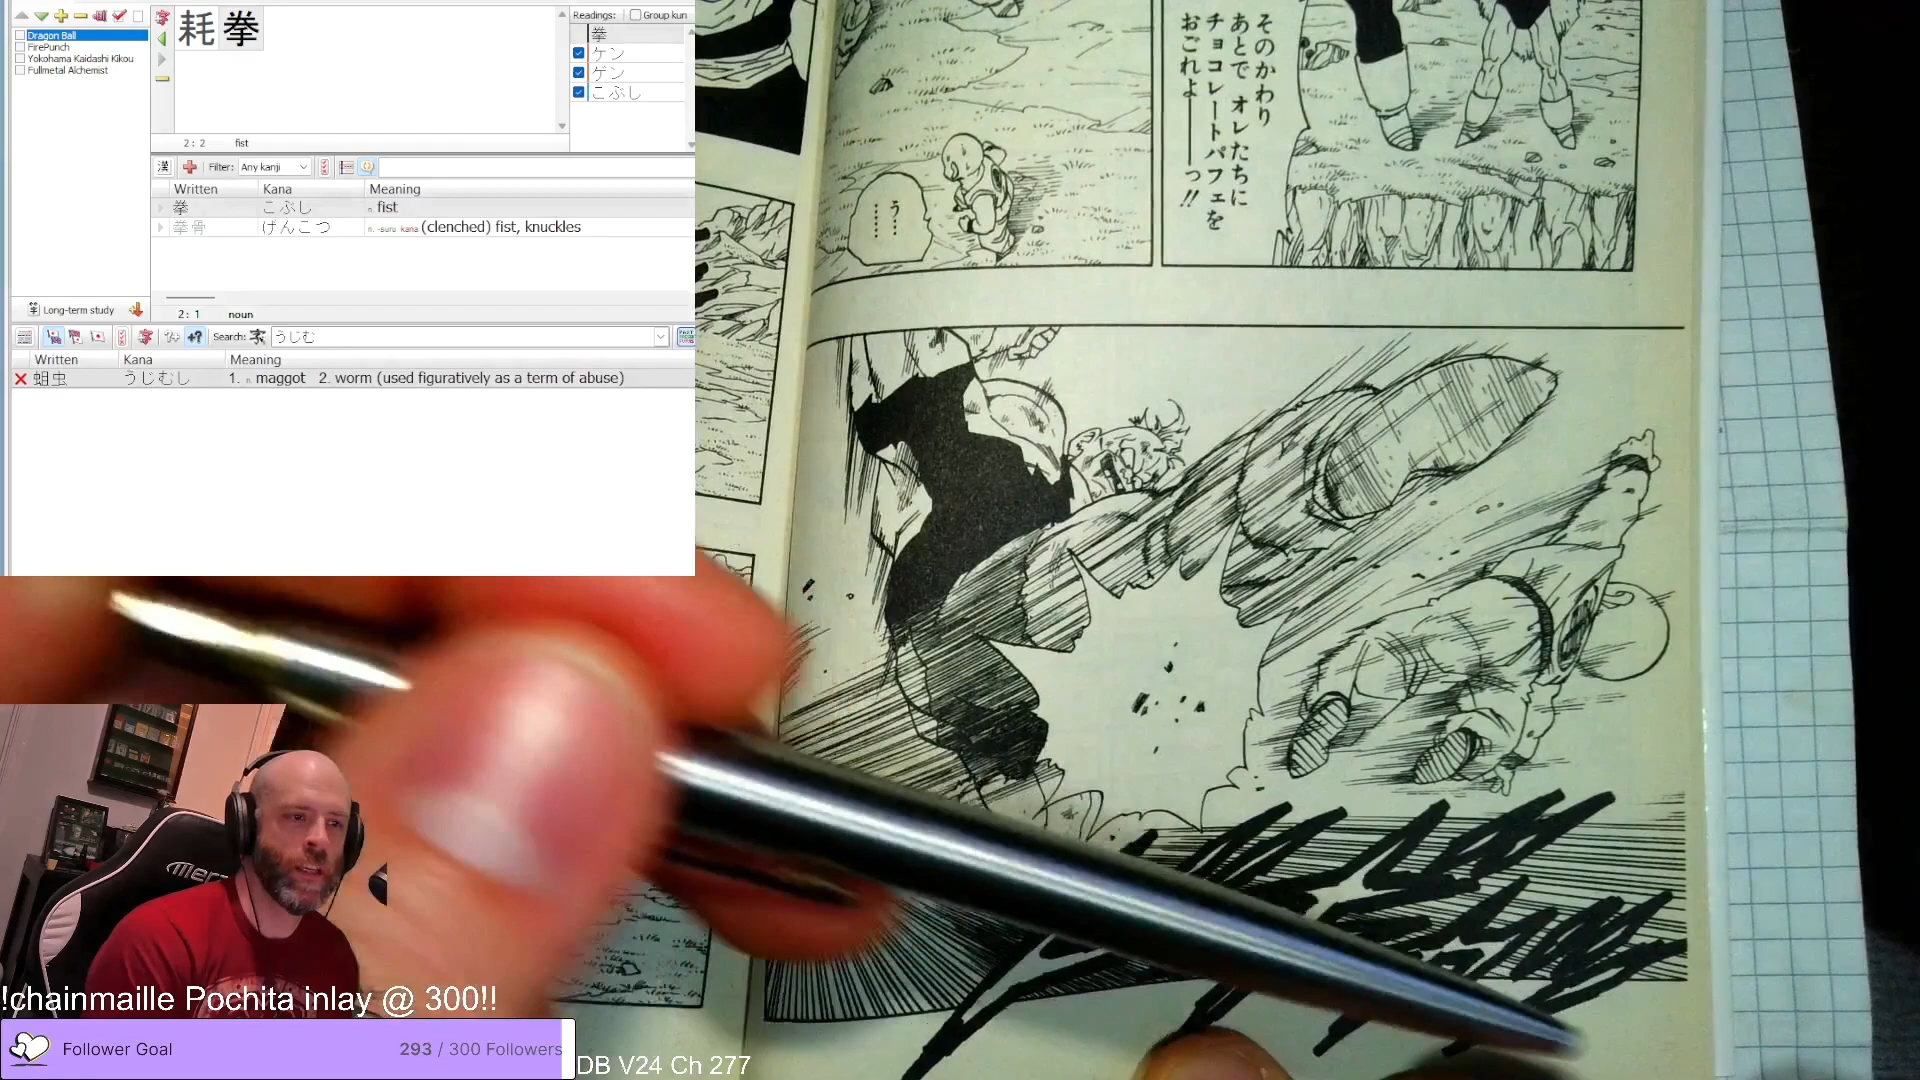 Dragon Ball
FirePunch
Yokohama Kaidashi Kikou
Fullmetal Alchemist
耗 拳
Readings: Group kun
拳
ケン
ゲン
こぶし
2: 2 fist
漢 Filter: Any kanji
Written Kana Meaning
拳 こぶし n. fist
拳骨 げんこつ n. -suru kana (clenched) fist, knuckles
Long-term study
2: 1 noun
Search: うじむ
Written Kana Meaning
蛆虫 うじむし 1. n. maggot 2. worm (used figuratively as a term of abuse)
そのかわり
あとで オレたちに
チョコレートパフェを
おごれよ――っ!!
う……
……
!chainmaille Pochita inlay @ 300!!
Follower Goal 293 / 300 Followers
DB V24 Ch 277